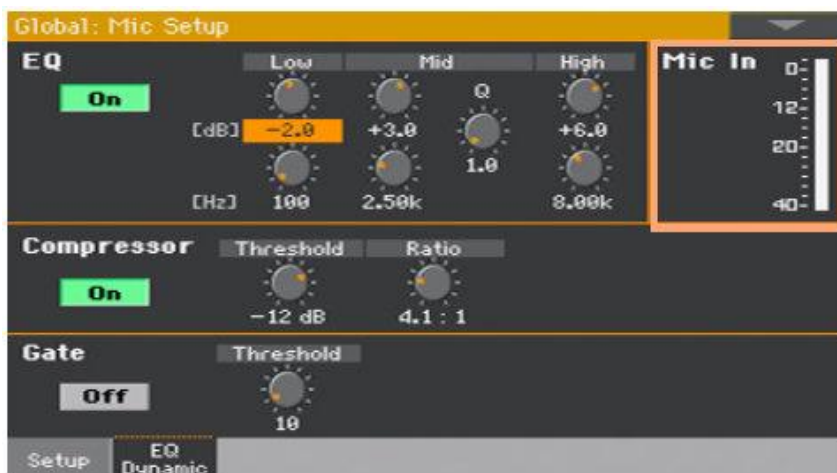 Global: Mic Setup
EQ
On
Low Mid High
Q
[dB] -2.0 +3.0 +6.0
1.0
[Hz] 100 2.50k 8.00k
Mic In
0
12
20
40
Compressor Threshold Ratio
On
-12 dB 4.1 : 1
Gate Threshold
Off
10
Setup EQ
Dynamic